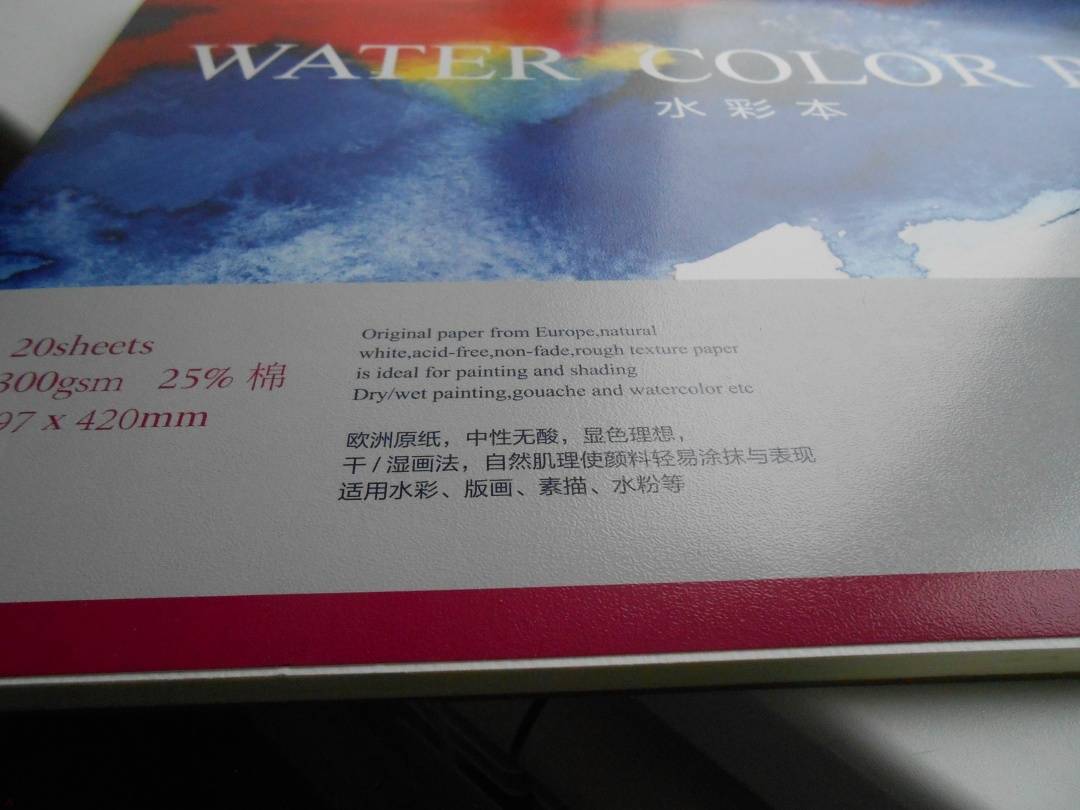 WATER COLOR
水彩本
20sheets
300gsm 25% 棉
97 x 420mm
Original paper from Europe,natural
white,acid-free,non-fade,rough texture paper
is ideal for painting and shading
Dry/wet painting,gouache and watercolor etc
欧洲原纸，中性无酸，显色理想，
干/湿画法，自然肌理使颜料轻易涂抹与表现
适用水彩、版画、素描、水粉等